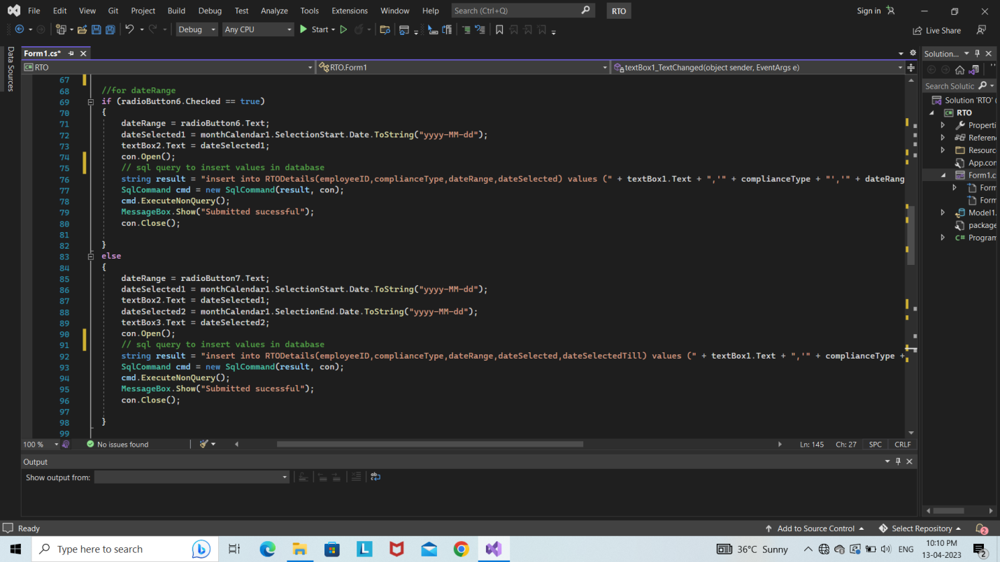 File Edit View Git Project Build Debug Test Analyze Tools Extensions Window Help Search (Ctrl+Q) RTO Sign in
Debug Any CPU Start Live Share
Data Sources
Form1.cs* Solution...
RTO RTO.Form1 textBox1_TextChanged(object sender, EventArgs e)
67
68 //for dateRange
69 if (radioButton6.Checked == true)
70 {
71 dateRange = radioButton6.Text;
72 dateSelected1 = monthCalendar1.SelectionStart.Date.ToString("yyyy-MM-dd");
73 textBox2.Text = dateSelected1;
74 con.Open();
75 // sql query to insert values in database
76 string result = "insert into RTODetails(employeeID,complianceType,dateRange,dateSelected) values (" + textBox1.Text + ",'" + complianceType + "','" + dateRang
77 SqlCommand cmd = new SqlCommand(result, con);
78 cmd.ExecuteNonQuery();
79 MessageBox.Show("Submitted sucessful");
80 con.Close();
81
82 }
83 else
84 {
85 dateRange = radioButton7.Text;
86 dateSelected1 = monthCalendar1.SelectionStart.Date.ToString("yyyy-MM-dd");
87 textBox2.Text = dateSelected1;
88 dateSelected2 = monthCalendar1.SelectionEnd.Date.ToString("yyyy-MM-dd");
89 textBox3.Text = dateSelected2;
90 con.Open();
91 // sql query to insert values in database
92 string result = "insert into RTODetails(employeeID,complianceType,dateRange,dateSelected,dateSelectedTill) values (" + textBox1.Text + ",'" + complianceType +
93 SqlCommand cmd = new SqlCommand(result, con);
94 cmd.ExecuteNonQuery();
95 MessageBox.Show("Submitted sucessful");
96 con.Close();
97
98 }
99
Search Solutic
Solution 'RTO' (
C# RTO
Properti
Referen
Resourc
App.con
Form1.c
Form
Form
Model1.
package
C# Program
100 % No issues found Ln: 145 Ch: 27 SPC CRLF
Output
Show output from:
Ready Add to Source Control Select Repository 2
Type here to search L 36°C Sunny ENG 10:10 PM
13-04-2023 2